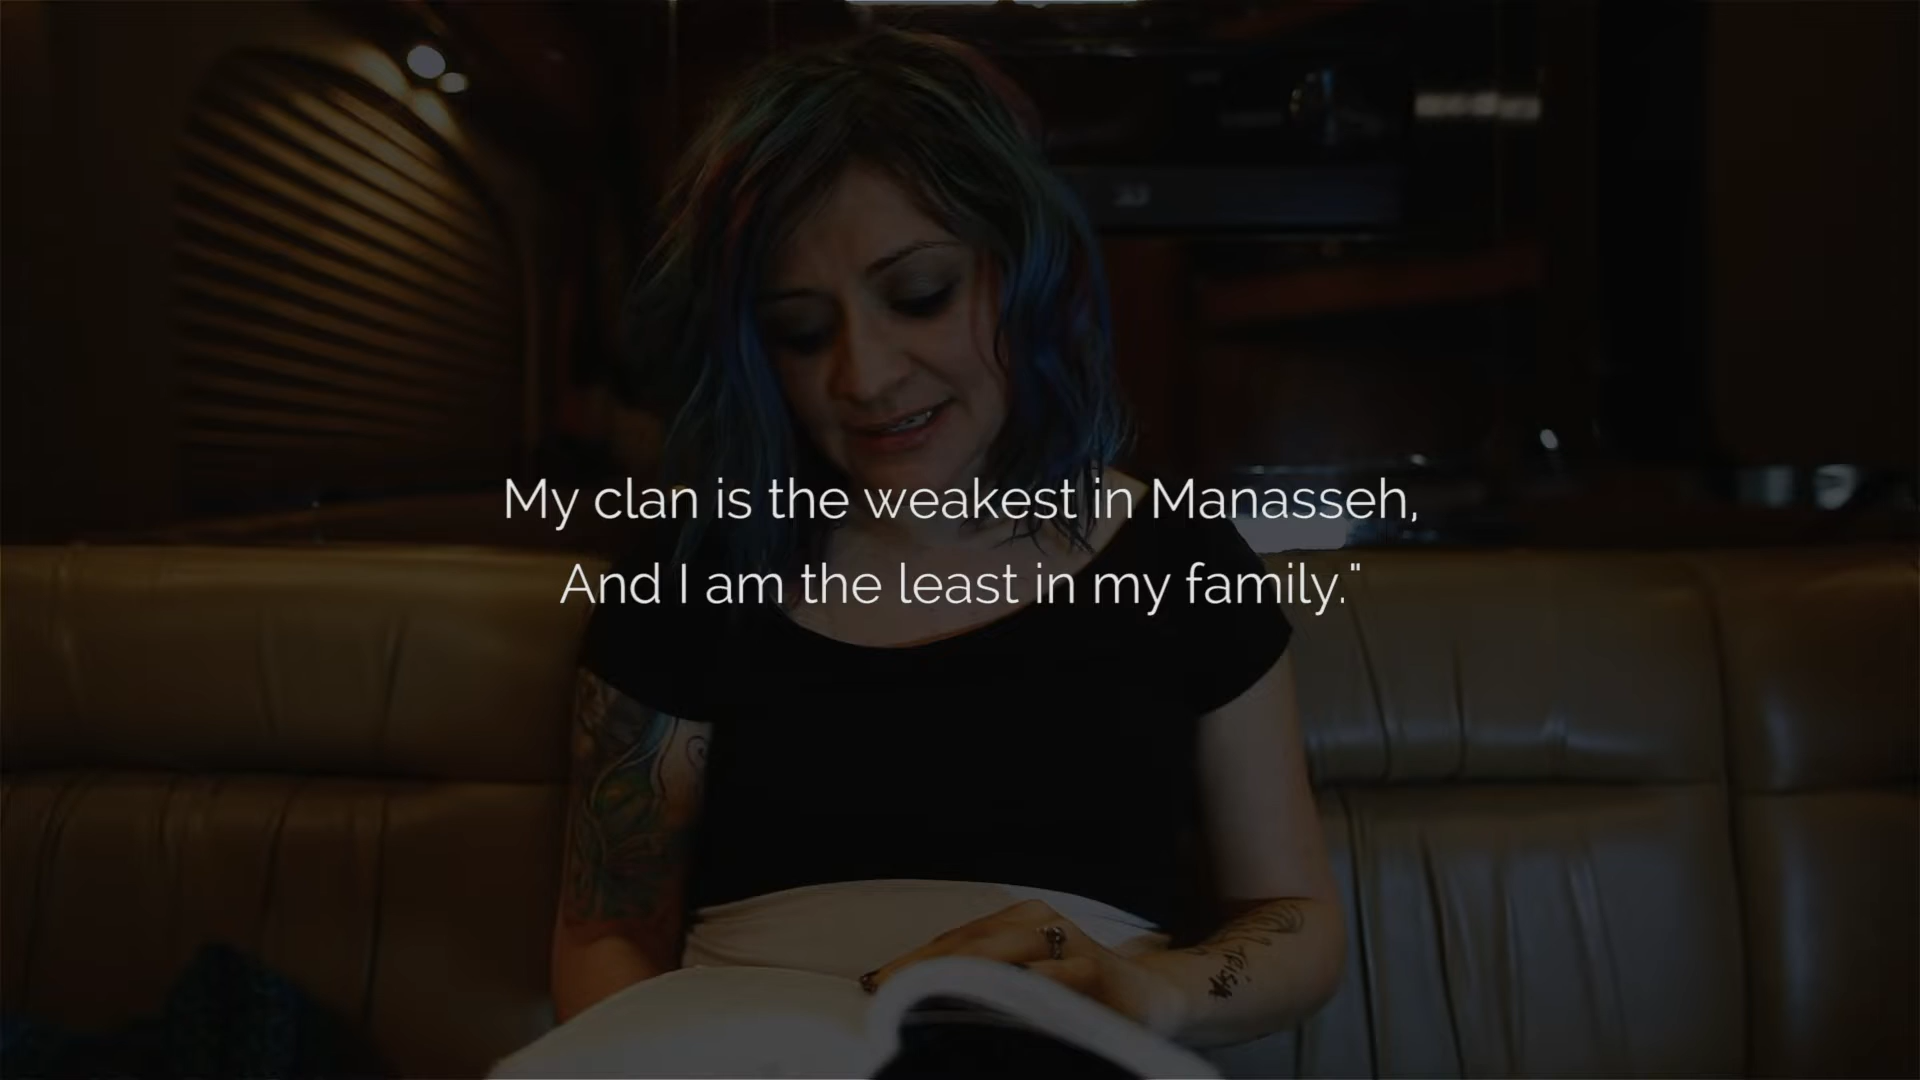 My clan is the weakest in Manasseh,
And I am the least in my family."